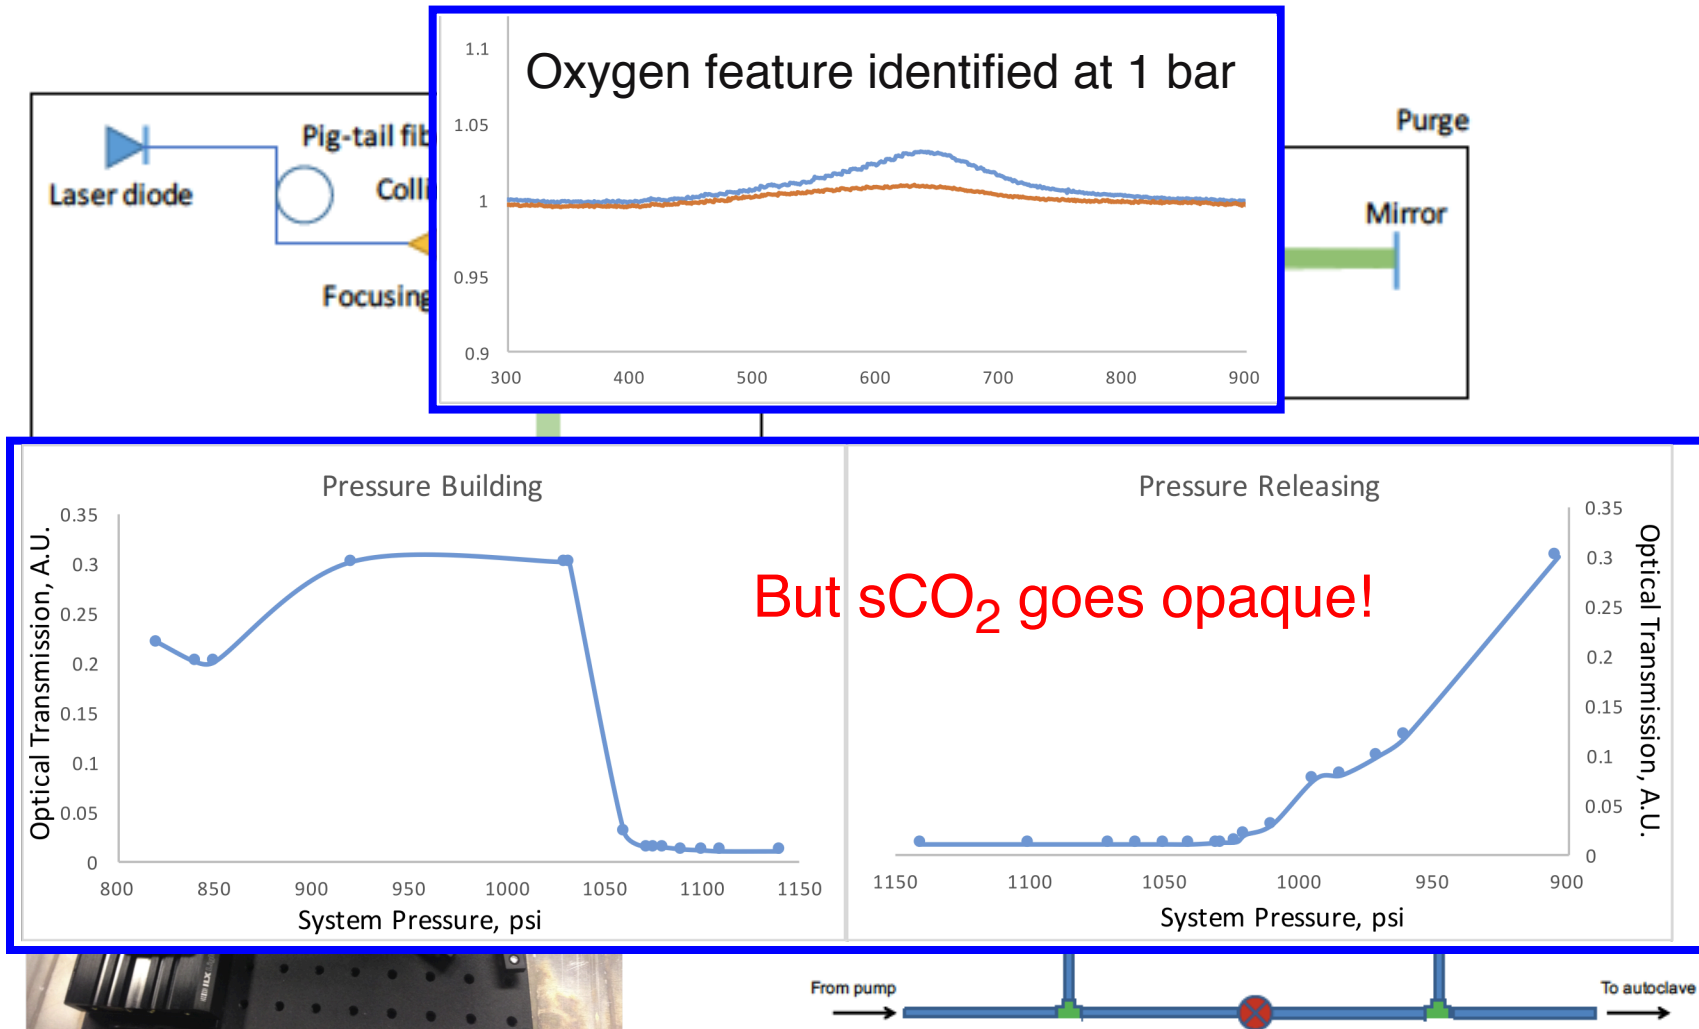 Oxygen feature identified at 1 bar
1.1
1.05
1
0.95
0.9
300 400 500 600 700 800 900
Laser diode
Pig-tail fib
Colli
Focusing
Purge
Mirror
But sCO2 goes opaque!
Pressure Building
Optical Transmission, A.U.
0.35
0.3
0.25
0.2
0.15
0.1
0.05
0
800 850 900 950 1000 1050 1100 1150
System Pressure, psi
Pressure Releasing
0.35
0.3
0.25
0.2
0.15
0.1
0.05
0
Optical Transmission, A.U.
1150 1100 1050 1000 950 900
System Pressure, psi
From pump
To autoclave